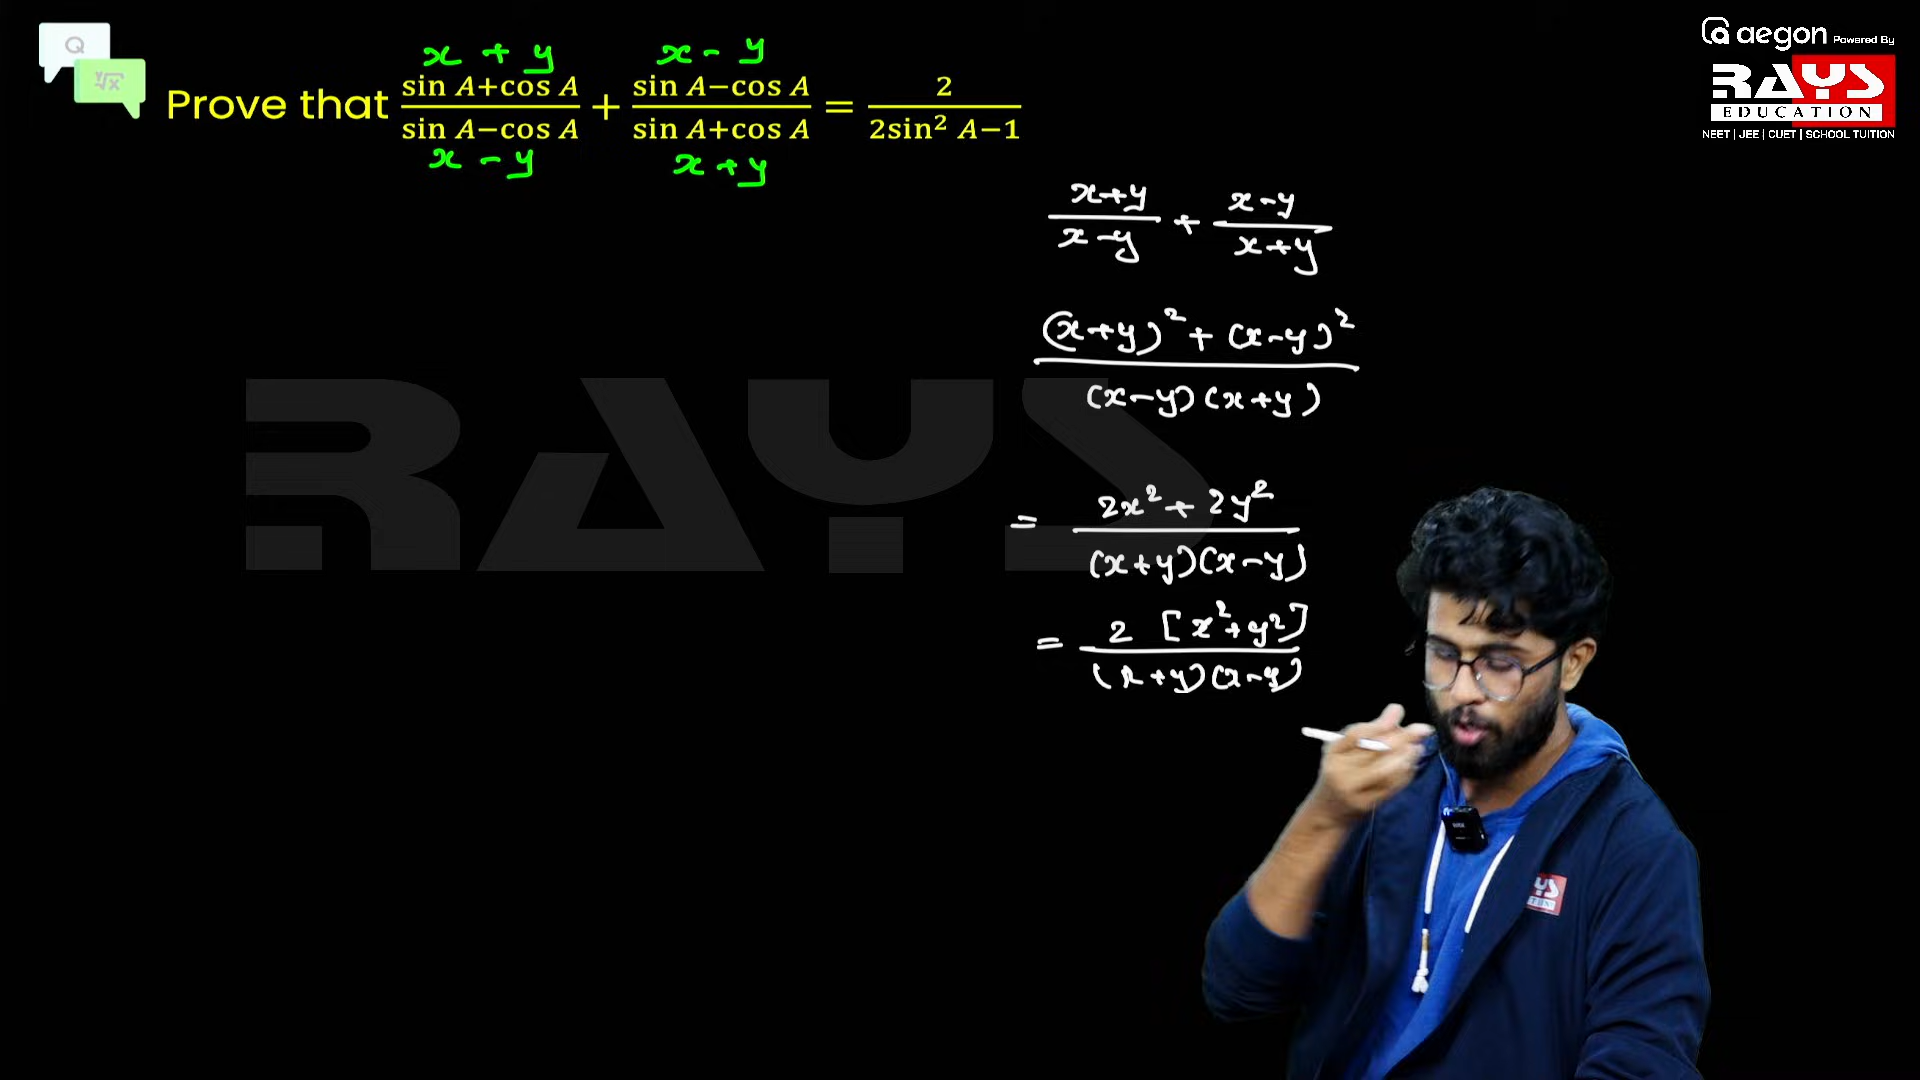 Q
√x
x + y x - y
Prove that (sin A+cos A)/(sin A−cos A) + (sin A−cos A)/(sin A+cos A) = 2/(2sin² A−1)
x - y x + y
aegon Powered By
RAYS
EDUCATION
NEET | JEE | CUET | SCHOOL TUITION
(x+y)/(x-y) + (x-y)/(x+y)
((x+y)² + (x-y)²)/((x-y)(x+y))
RAYS
= (2x² + 2y²)/((x+y)(x-y))
= (2 [x²+y²])/((x+y)(x-y))